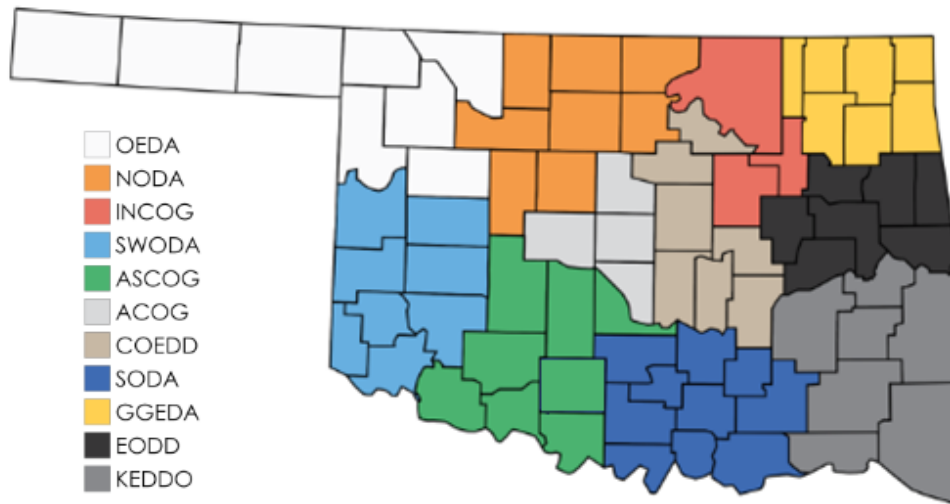 OEDA
NODA
INCOG
SWODA
ASCOG
ACOG
COEDD
SODA
GGEDA
EODD
KEDDO